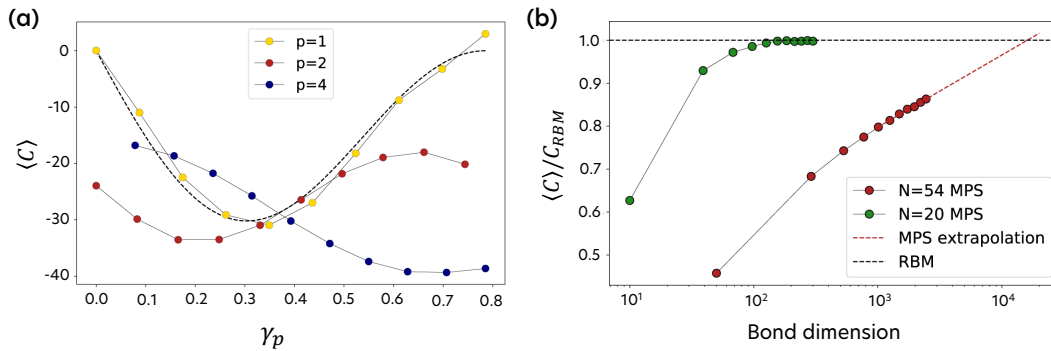 (a)
⟨C⟩
0
-10
-20
-30
-40
p=1
p=2
p=4
0.0 0.1 0.2 0.3 0.4 0.5 0.6 0.7 0.8
γp
(b)
⟨C⟩/C_RBM
1.0
0.9
0.8
0.7
0.6
0.5
N=54 MPS
N=20 MPS
MPS extrapolation
RBM
10¹ 10² 10³ 10⁴
Bond dimension